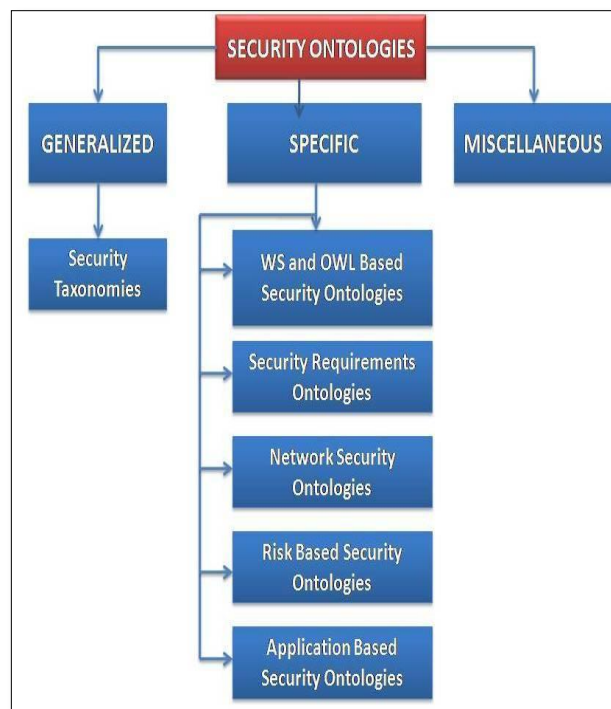 SECURITY ONTOLOGIES
GENERALIZED
SPECIFIC
MISCELLANEOUS
Security
Taxonomies
WS and OWL Based
Security Ontologies
Security Requirements
Ontologies
Network Security
Ontologies
Risk Based Security
Ontologies
Application Based
Security Ontologies